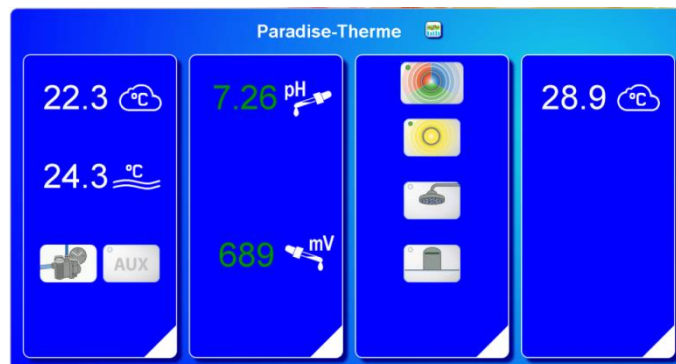 Paradise-Therme
22.3 °C
24.3 °C
AUX
7.26 pH
689 mV
28.9 °C